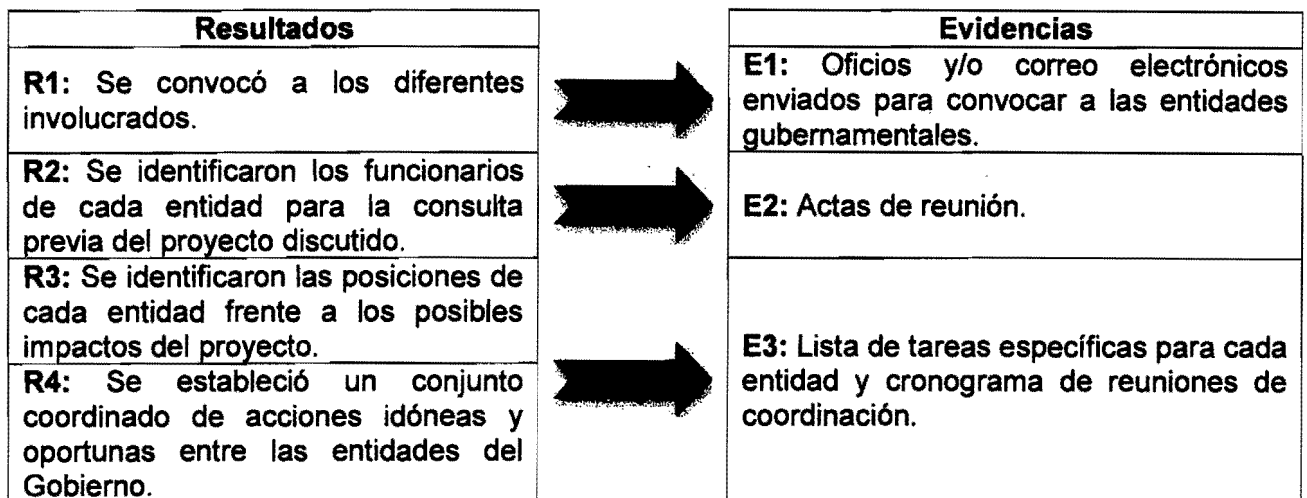 Resultados
R1: Se convocó a los diferentes
involucrados.
R2: Se identificaron los funcionarios
de cada entidad para la consulta
previa del proyecto discutido.
R3: Se identificaron las posiciones de
cada entidad frente a los posibles
impactos del proyecto.
R4: Se estableció un conjunto
coordinado de acciones idóneas y
oportunas entre las entidades del
Gobierno.
Evidencias
E1: Oficios y/o correo electrónicos
enviados para convocar a las entidades
gubernamentales.
E2: Actas de reunión.
E3: Lista de tareas específicas para cada
entidad y cronograma de reuniones de
coordinación.